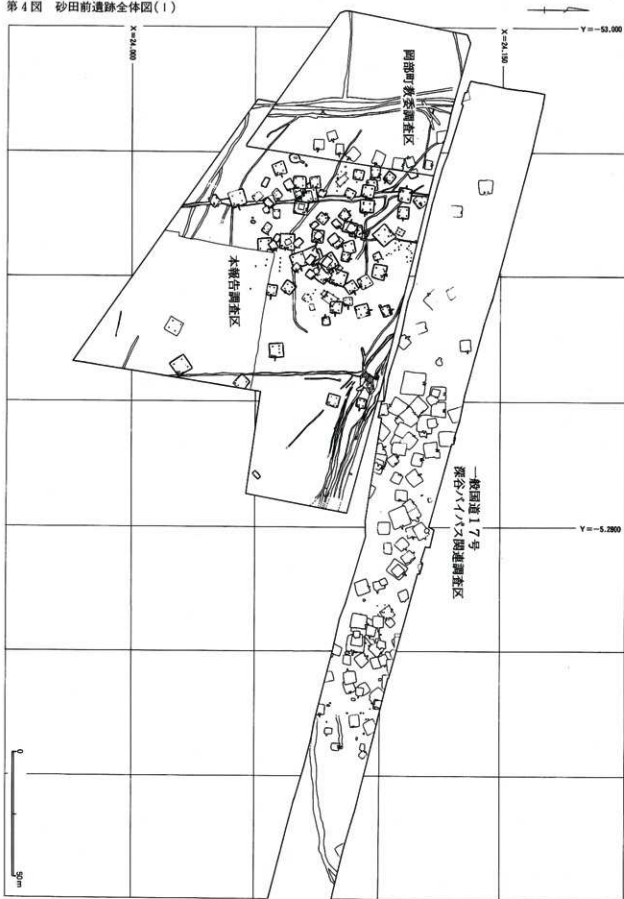 第4図 砂田前遺跡全体図(1)
X=24.000
X=24.150
Y=-53.000
岡部町教委調査区
本報告調査区
一般国道17号
深谷バイパス関連調査区
Y=-5.2800
0
50m